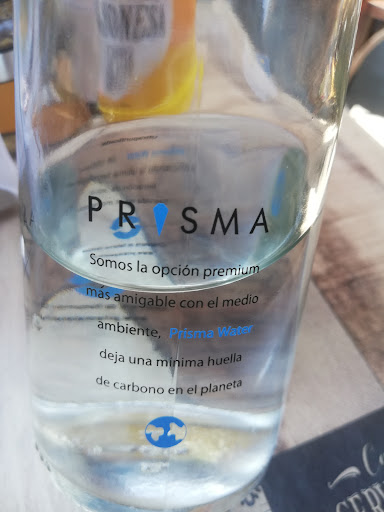 PRISMA
Somos la opción premium
más amigable con el medio
ambiente, Prisma Water
deja una mínima huella
de carbono en el planeta